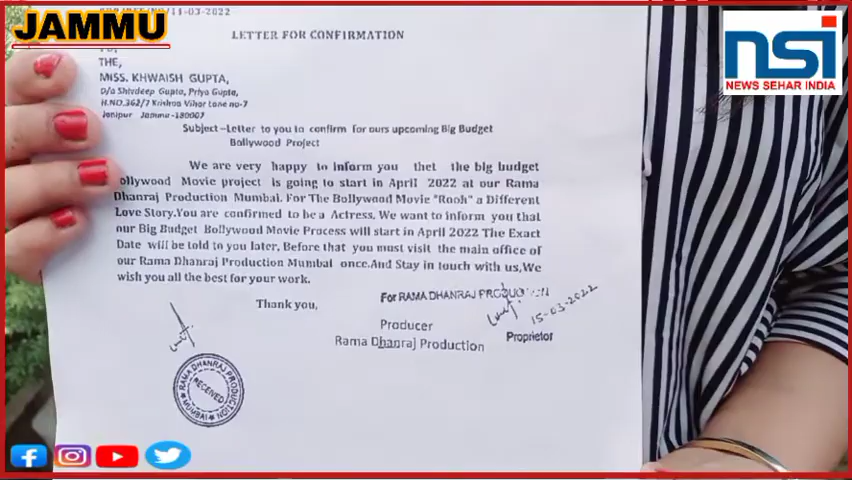 JAMMU
nsi
NEWS SEHAR INDIA
11-03-2022
LETTER FOR CONFIRMATION
THE,
MISS. KHWAISH GUPTA,
D/o Shivdeep Gupta, Priya Gupta,
H.NO.362/7 Krishna Vihar Lane no-7
Janipur Jammu-180007
Subject-Letter to you to confirm for ours upcoming Big Budget
Bollywood Project
We are very happy to inform you thet the big budget
ollywood Movie project is going to start in April 2022 at our Rama
Dhanraj Production Mumbai. For The Bollywood Movie "Rooh" a Different
Love Story.You are confirmed to be a Actress, We want to inform you that
our Big Budget Bollywood Movie Process will start in April 2022 The Exact
Date will be told to you later, Before that you must visit the main office of
our Rama Dhanraj Production Mumbai once.And Stay in touch with us,We
wish you all the best for your work.
Thank you,
For RAMA DHANRAJ PRODUCTION
15-03-2022
Producer
Proprietor
Rama Dhanraj Production
RAMA DHANRAJ PRODUCTION
RECEIVED
MUMBAI